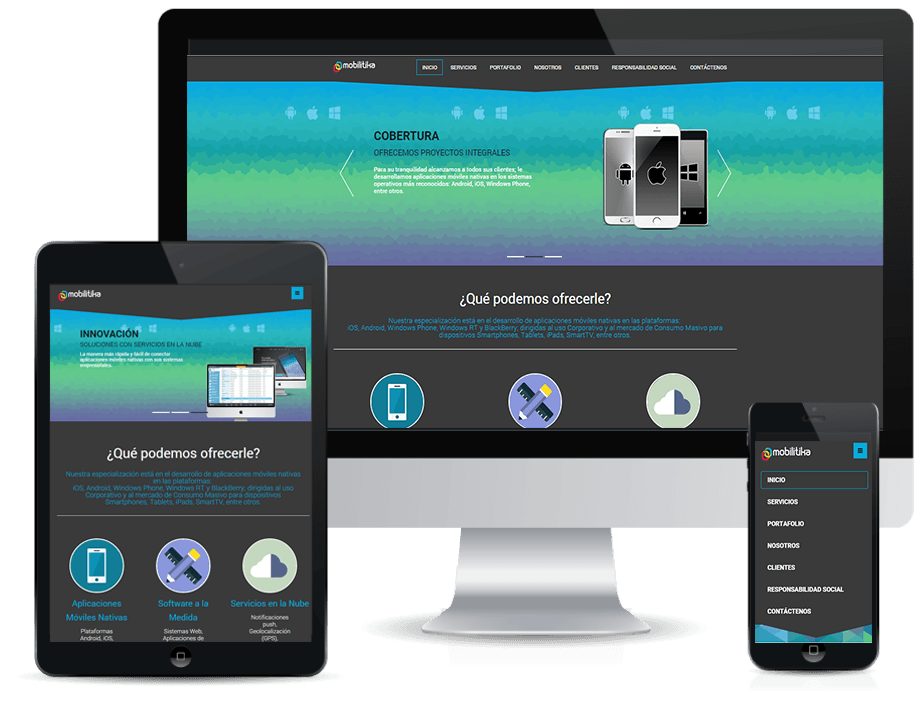 mobilitika
INICIO SERVICIOS PORTAFOLIO NOSOTROS CLIENTES RESPONSABILIDAD SOCIAL CONTÁCTENOS
COBERTURA
OFRECEMOS PROYECTOS INTEGRALES
Para su tranquilidad alcanzamos a todos sus clientes, le
desarrollamos aplicaciones móviles nativas en los sistemas
operativos más reconocidos: Android, iOS, Windows Phone,
entre otros.
¿Qué podemos ofrecerle?
Nuestra especialización está en el desarrollo de aplicaciones móviles nativas en las plataformas:
iOS, Android, Windows Phone, Windows RT y BlackBerry; dirigidas al uso Corporativo y al mercado de Consumo Masivo para
dispositivos Smartphones, Tablets, iPads, SmartTV, entre otros.
mobilitika
INNOVACIÓN
SOLUCIONES CON SERVICIOS EN LA NUBE
La manera más rápida y fácil de conectar
aplicaciones móviles nativas con sus sistemas
empresariales.
¿Qué podemos ofrecerle?
Nuestra especialización está en el desarrollo de aplicaciones móviles nativas
en las plataformas:
iOS, Android, Windows Phone, Windows RT y BlackBerry; dirigidas al uso
Corporativo y al mercado de Consumo Masivo para dispositivos
Smartphones, Tablets, iPads, SmartTV, entre otros.
Aplicaciones
Móviles Nativas
Plataformas
Android, iOS,
Software a la
Medida
Sistemas Web,
Aplicaciones de
Servicios en la Nube
Notificaciones
push,
Geolocalización
(GPS),
mobilitika
INICIO
SERVICIOS
PORTAFOLIO
NOSOTROS
CLIENTES
RESPONSABILIDAD SOCIAL
CONTÁCTENOS